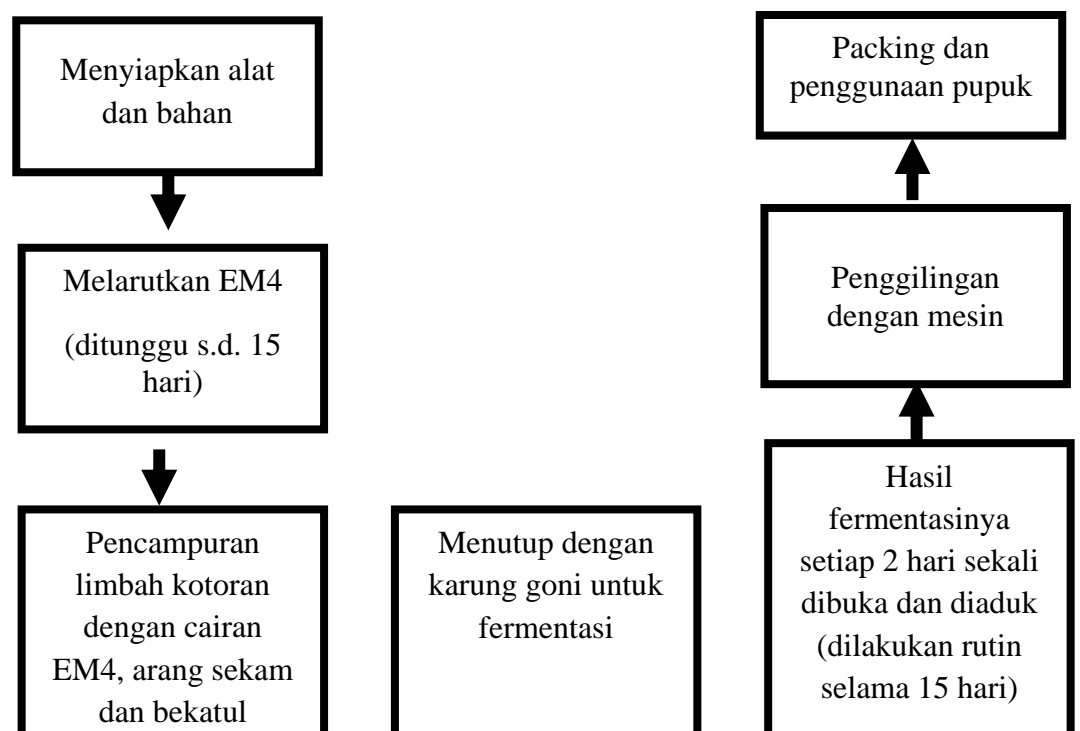 Menyiapkan alat
dan bahan
Melarutkan EM4
(ditunggu s.d. 15
hari)
Pencampuran
limbah kotoran
dengan cairan
EM4, arang sekam
dan bekatul
Menutup dengan
karung goni untuk
fermentasi
Hasil
fermentasinya
setiap 2 hari sekali
dibuka dan diaduk
(dilakukan rutin
selama 15 hari)
Penggilingan
dengan mesin
Packing dan
penggunaan pupuk